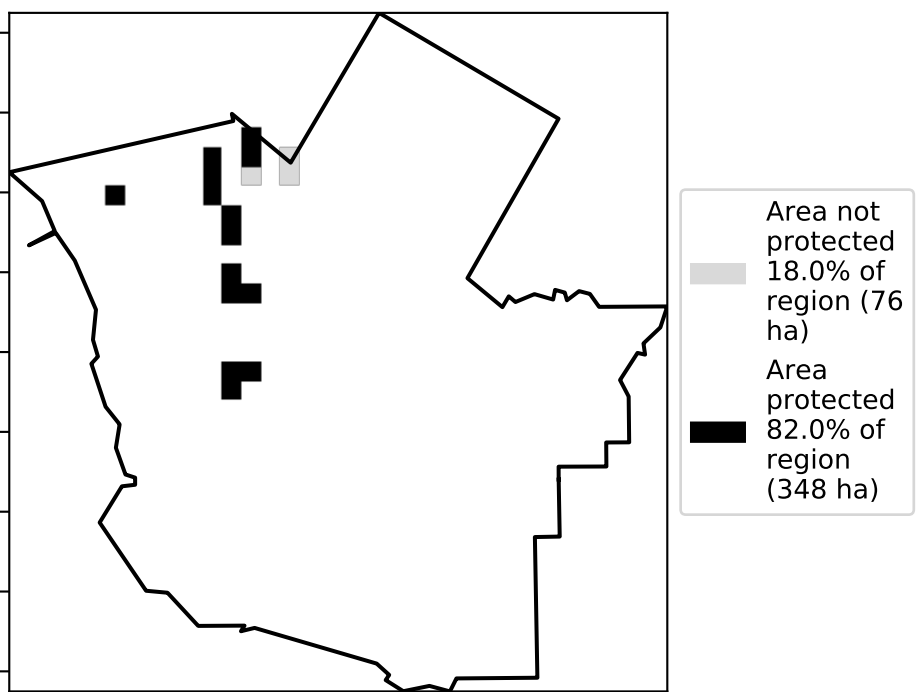 Area not
protected
18.0% of
region (76
ha)
Area
protected
82.0% of
region
(348 ha)